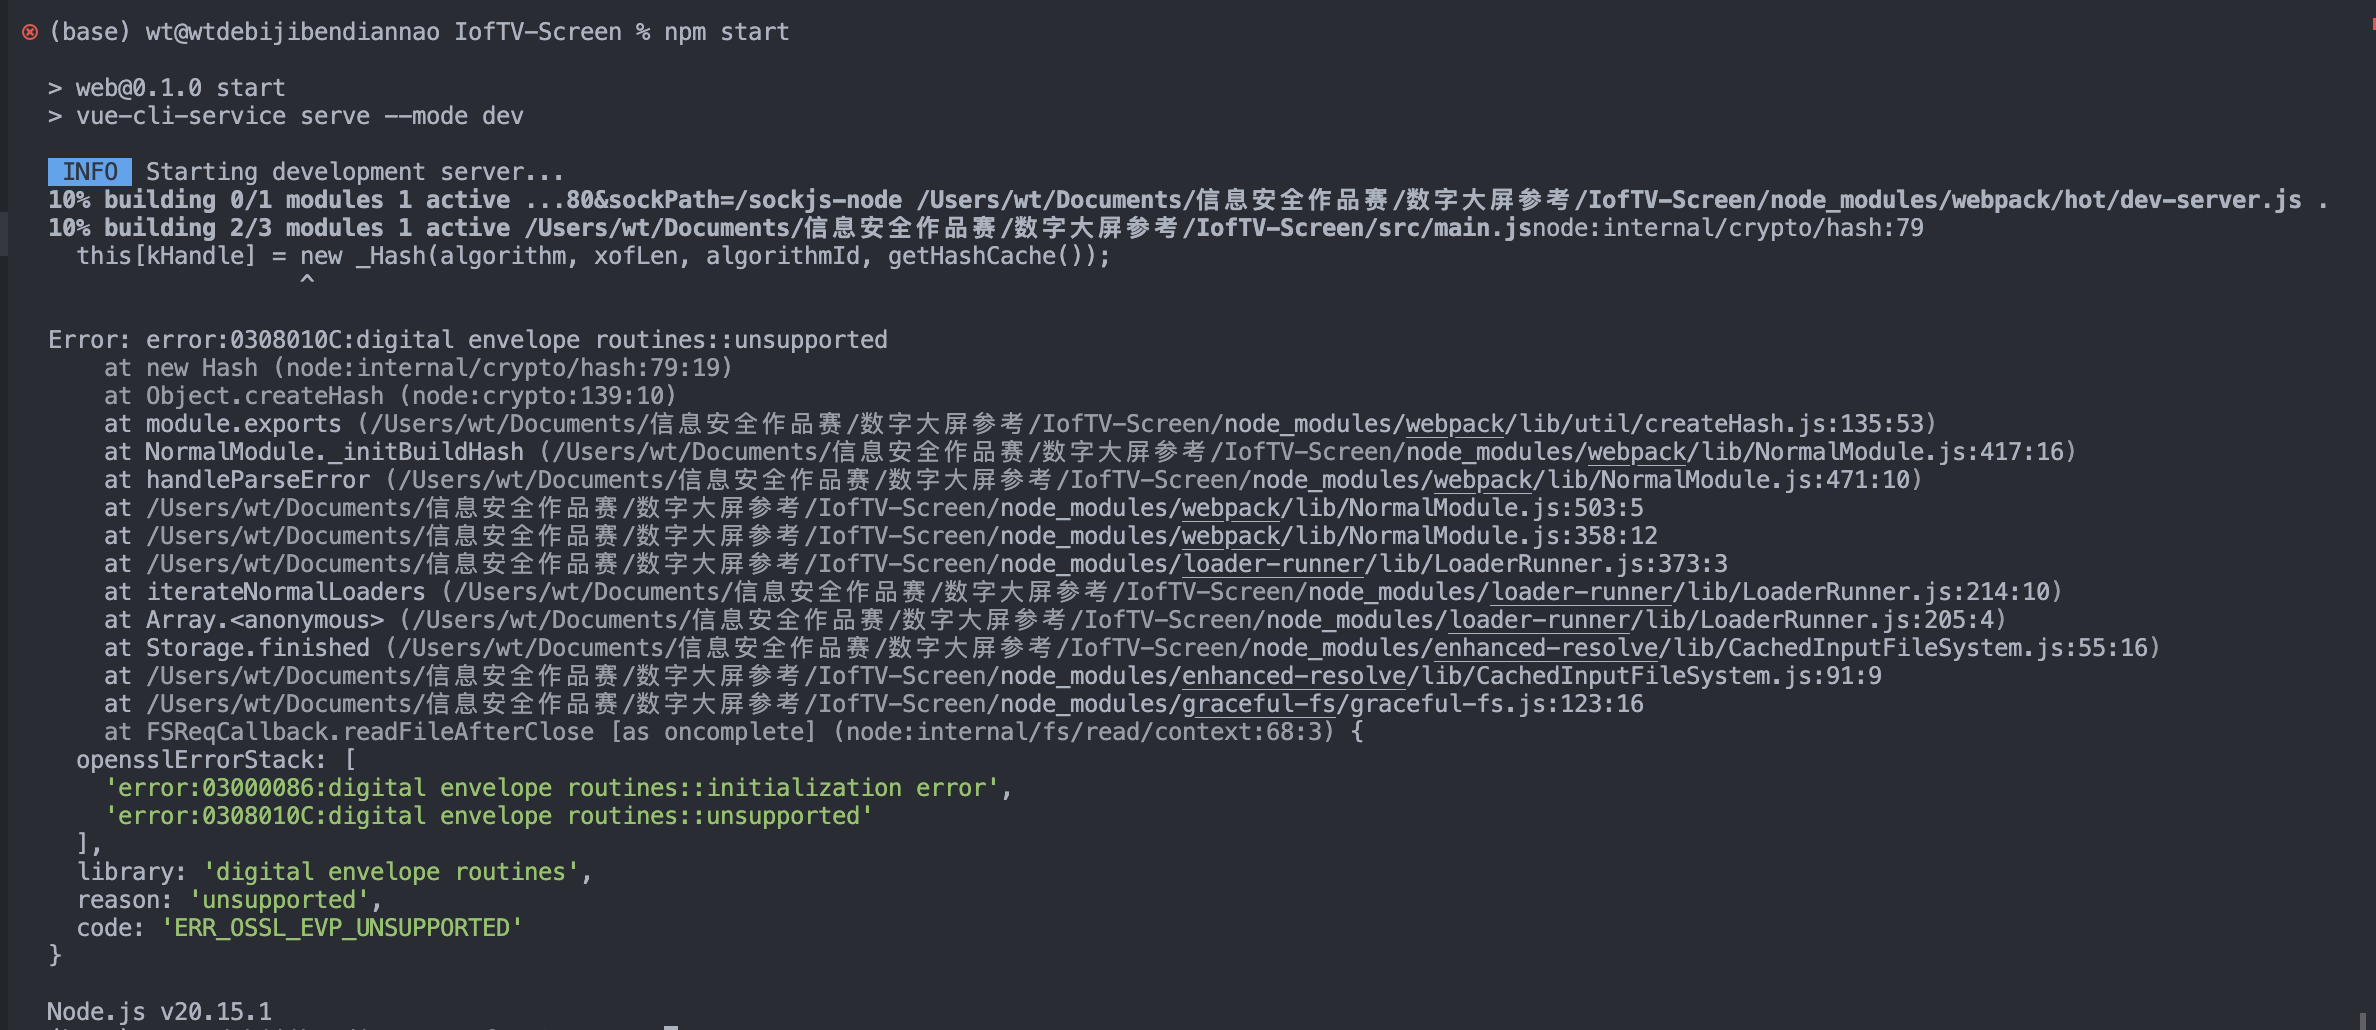 (base) wt@wtdebijibendiannao IofTV-Screen % npm start
> web@0.1.0 start
> vue-cli-service serve --mode dev
INFO Starting development server...
10% building 0/1 modules 1 active ...80&sockPath=/sockjs-node /Users/wt/Documents/信息安全作品赛/数字大屏参考/IofTV-Screen/node_modules/webpack/hot/dev-server.js .
10% building 2/3 modules 1 active /Users/wt/Documents/信息安全作品赛/数字大屏参考/IofTV-Screen/src/main.jsnode:internal/crypto/hash:79
this[kHandle] = new _Hash(algorithm, xofLen, algorithmId, getHashCache());
^
Error: error:0308010C:digital envelope routines::unsupported
at new Hash (node:internal/crypto/hash:79:19)
at Object.createHash (node:crypto:139:10)
at module.exports (/Users/wt/Documents/信息安全作品赛/数字大屏参考/IofTV-Screen/node_modules/webpack/lib/util/createHash.js:135:53)
at NormalModule._initBuildHash (/Users/wt/Documents/信息安全作品赛/数字大屏参考/IofTV-Screen/node_modules/webpack/lib/NormalModule.js:417:16)
at handleParseError (/Users/wt/Documents/信息安全作品赛/数字大屏参考/IofTV-Screen/node_modules/webpack/lib/NormalModule.js:471:10)
at /Users/wt/Documents/信息安全作品赛/数字大屏参考/IofTV-Screen/node_modules/webpack/lib/NormalModule.js:503:5
at /Users/wt/Documents/信息安全作品赛/数字大屏参考/IofTV-Screen/node_modules/webpack/lib/NormalModule.js:358:12
at /Users/wt/Documents/信息安全作品赛/数字大屏参考/IofTV-Screen/node_modules/loader-runner/lib/LoaderRunner.js:373:3
at iterateNormalLoaders (/Users/wt/Documents/信息安全作品赛/数字大屏参考/IofTV-Screen/node_modules/loader-runner/lib/LoaderRunner.js:214:10)
at Array.<anonymous> (/Users/wt/Documents/信息安全作品赛/数字大屏参考/IofTV-Screen/node_modules/loader-runner/lib/LoaderRunner.js:205:4)
at Storage.finished (/Users/wt/Documents/信息安全作品赛/数字大屏参考/IofTV-Screen/node_modules/enhanced-resolve/lib/CachedInputFileSystem.js:55:16)
at /Users/wt/Documents/信息安全作品赛/数字大屏参考/IofTV-Screen/node_modules/enhanced-resolve/lib/CachedInputFileSystem.js:91:9
at /Users/wt/Documents/信息安全作品赛/数字大屏参考/IofTV-Screen/node_modules/graceful-fs/graceful-fs.js:123:16
at FSReqCallback.readFileAfterClose [as oncomplete] (node:internal/fs/read/context:68:3) {
opensslErrorStack: [
'error:03000086:digital envelope routines::initialization error',
'error:0308010C:digital envelope routines::unsupported'
],
library: 'digital envelope routines',
reason: 'unsupported',
code: 'ERR_OSSL_EVP_UNSUPPORTED'
}
Node.js v20.15.1